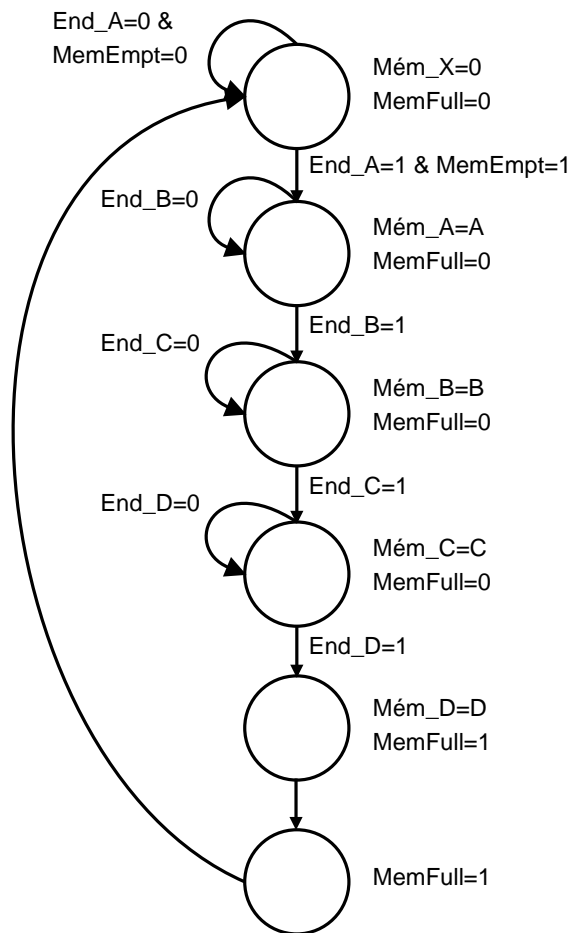 End_A=0 &
MemEmpt=0
Mém_X=0
MemFull=0
End_A=1 & MemEmpt=1
End_B=0
Mém_A=A
MemFull=0
End_B=1
End_C=0
Mém_B=B
MemFull=0
End_C=1
End_D=0
Mém_C=C
MemFull=0
End_D=1
Mém_D=D
MemFull=1
MemFull=1